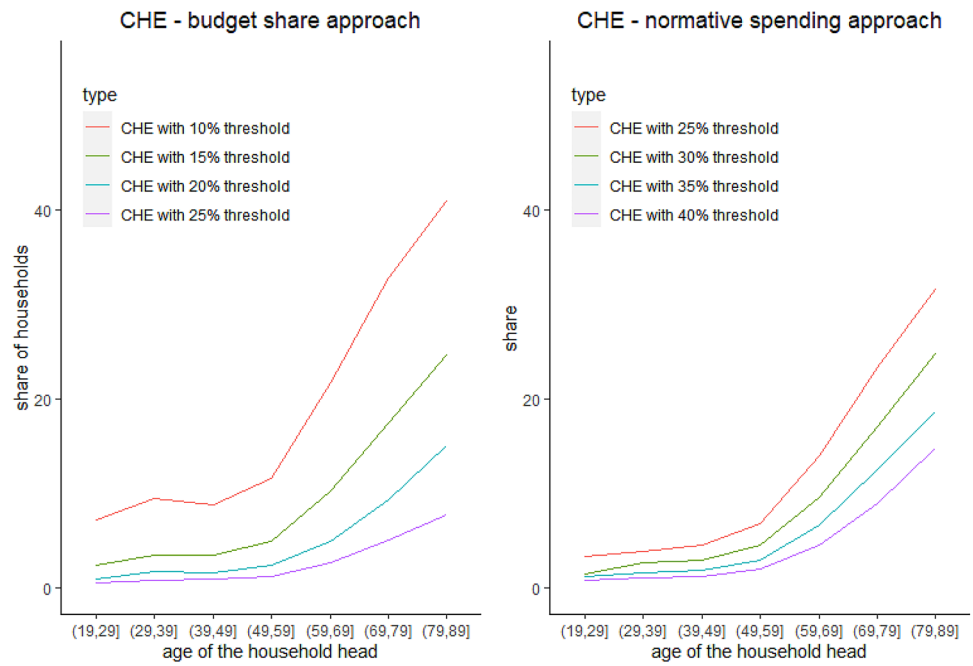 CHE - budget share approach
type
CHE with 10% threshold
CHE with 15% threshold
CHE with 20% threshold
CHE with 25% threshold
share of households
40
20
0
(19,29] (29,39] (39,49] (49,59] (59,69] (69,79] (79,89]
age of the household head
CHE - normative spending approach
type
CHE with 25% threshold
CHE with 30% threshold
CHE with 35% threshold
CHE with 40% threshold
share
40
20
0
(19,29] (29,39] (39,49] (49,59] (59,69] (69,79] (79,89]
age of the household head